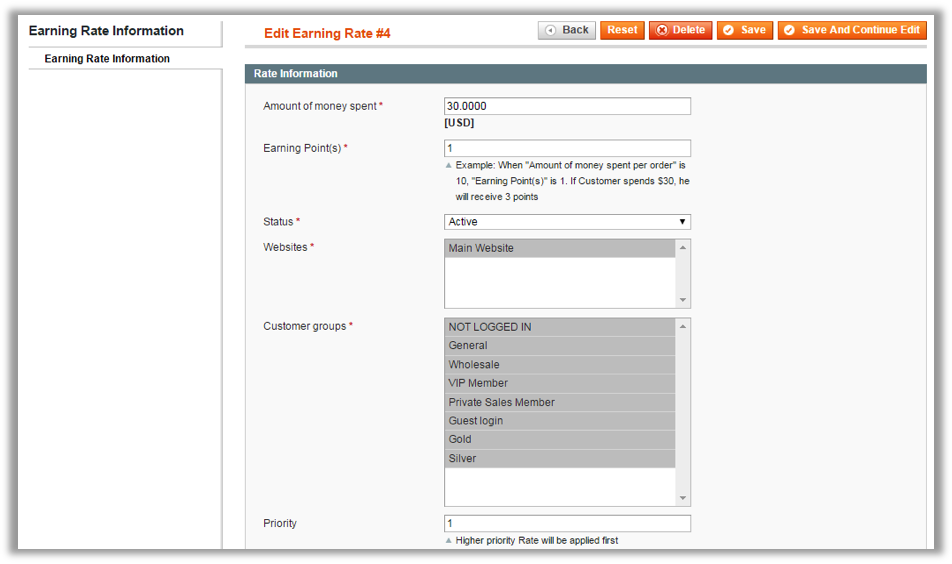 Earning Rate Information
Earning Rate Information
Edit Earning Rate #4
Back
Reset
Delete
Save
Save And Continue Edit
Rate Information
Amount of money spent *
30.0000
[USD]
Earning Point(s) *
1
Example: When "Amount of money spent per order" is
10, "Earning Point(s)" is 1. If Customer spends $30, he
will receive 3 points
Status *
Active
Websites *
Main Website
Customer groups *
NOT LOGGED IN
General
Wholesale
VIP Member
Private Sales Member
Guest login
Gold
Silver
Priority
1
Higher priority Rate will be applied first